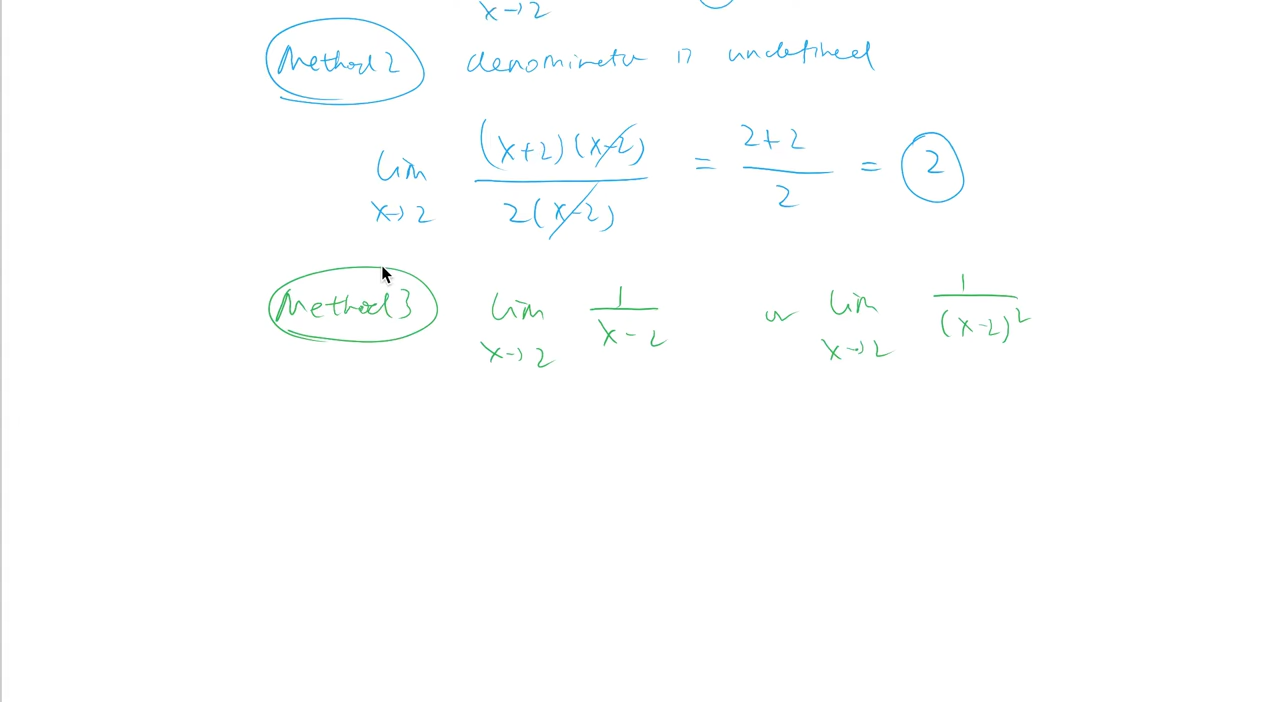 x→2
Method 2 denominator is undefined
lim x→2 (x+2)(x-2) / 2(x-2) = 2+2 / 2 = 2
Method 3 lim x→2 1 / x-2 or lim x→2 1 / (x-2)²